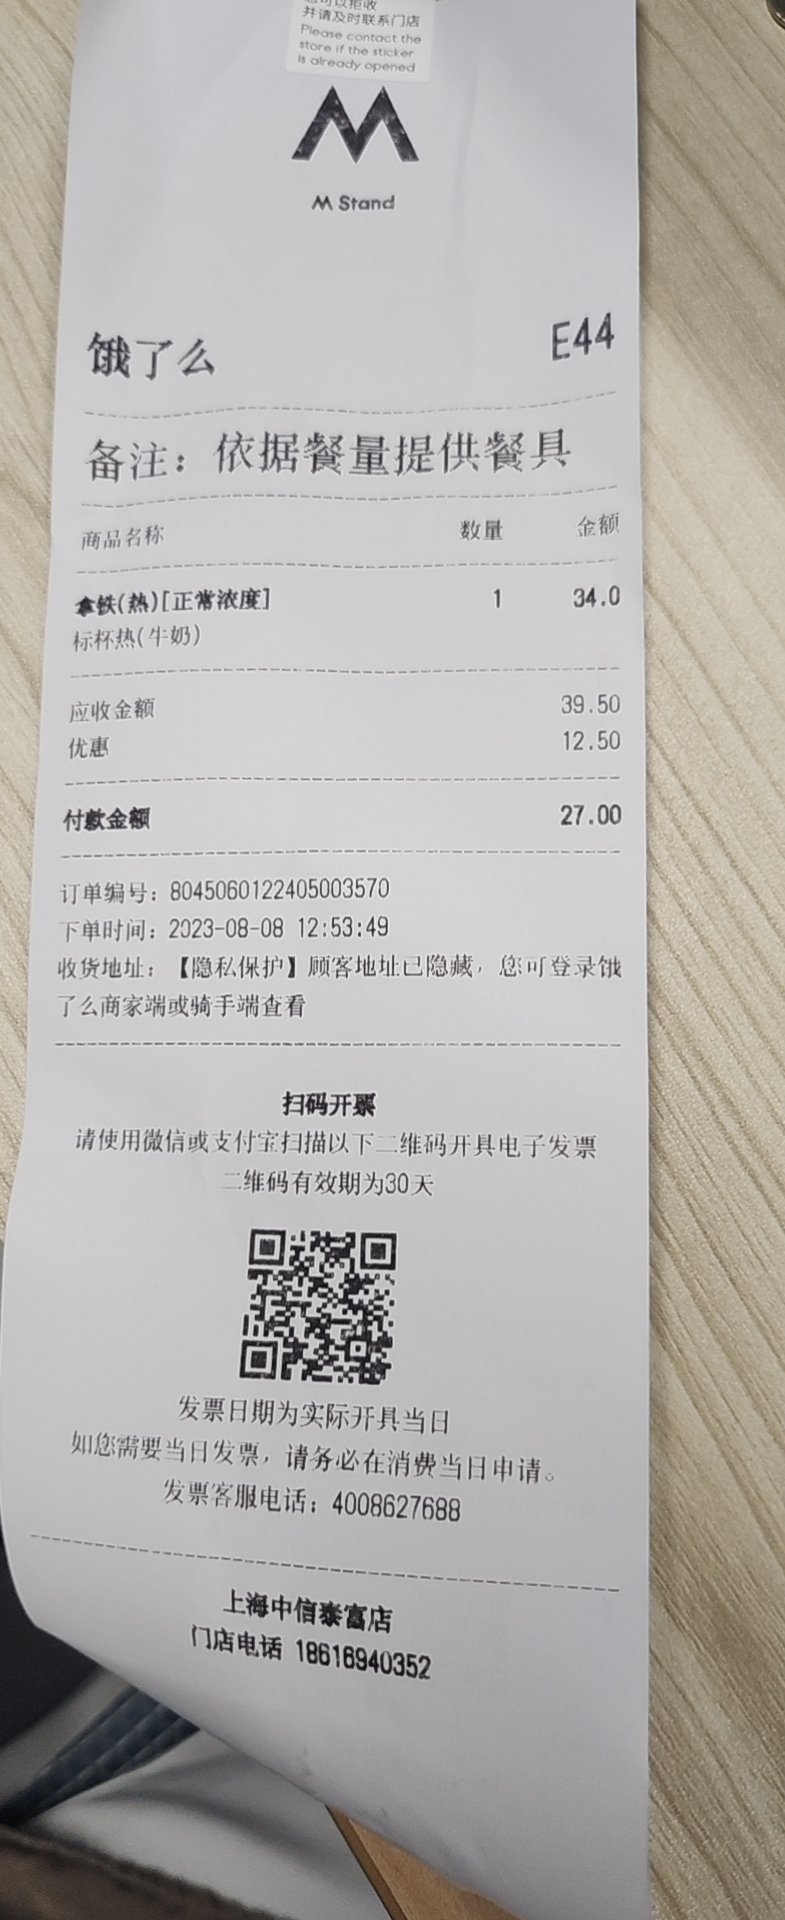 您可以拒收
并请及时联系门店
Please contact the
store if the sticker
is already opened
M Stand
饿了么 E44
备注：依据餐量提供餐具
商品名称 数量 金额
拿铁(热)[正常浓度] 1 34.0
标杯热(牛奶)
应收金额 39.50
优惠 12.50
付款金额 27.00
订单编号：8045060122405003570
下单时间：2023-08-08 12:53:49
收货地址：【隐私保护】顾客地址已隐藏，您可登录饿
了么商家端或骑手端查看
扫码开票
请使用微信或支付宝扫描以下二维码开具电子发票
二维码有效期为30天
发票日期为实际开具当日
如您需要当日发票，请务必在消费当日申请。
发票客服电话：4008627688
上海中信泰富店
门店电话 18616940352